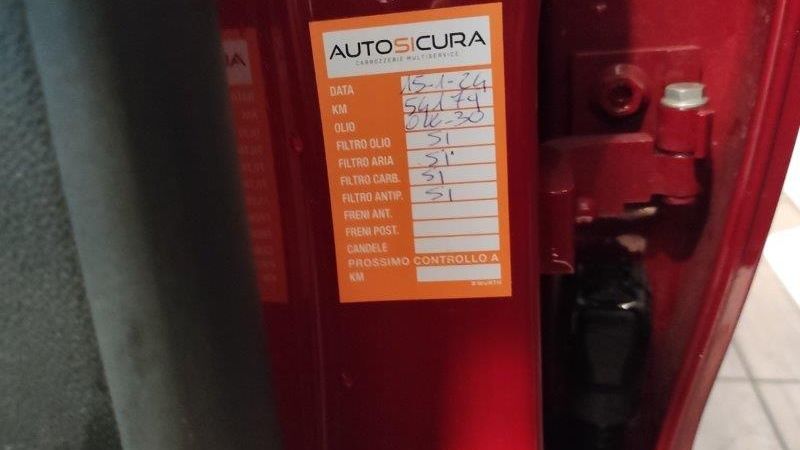 AUTOSICURA
CARROZZERIE MULTISERVICE
DATA 15-1-24
KM 54174
OLIO 0W-30
FILTRO OLIO SI
FILTRO ARIA SI
FILTRO CARB. SI
FILTRO ANTIP. SI
FRENI ANT.
FRENI POST.
CANDELE
PROSSIMO CONTROLLO A
KM
WÜRTH